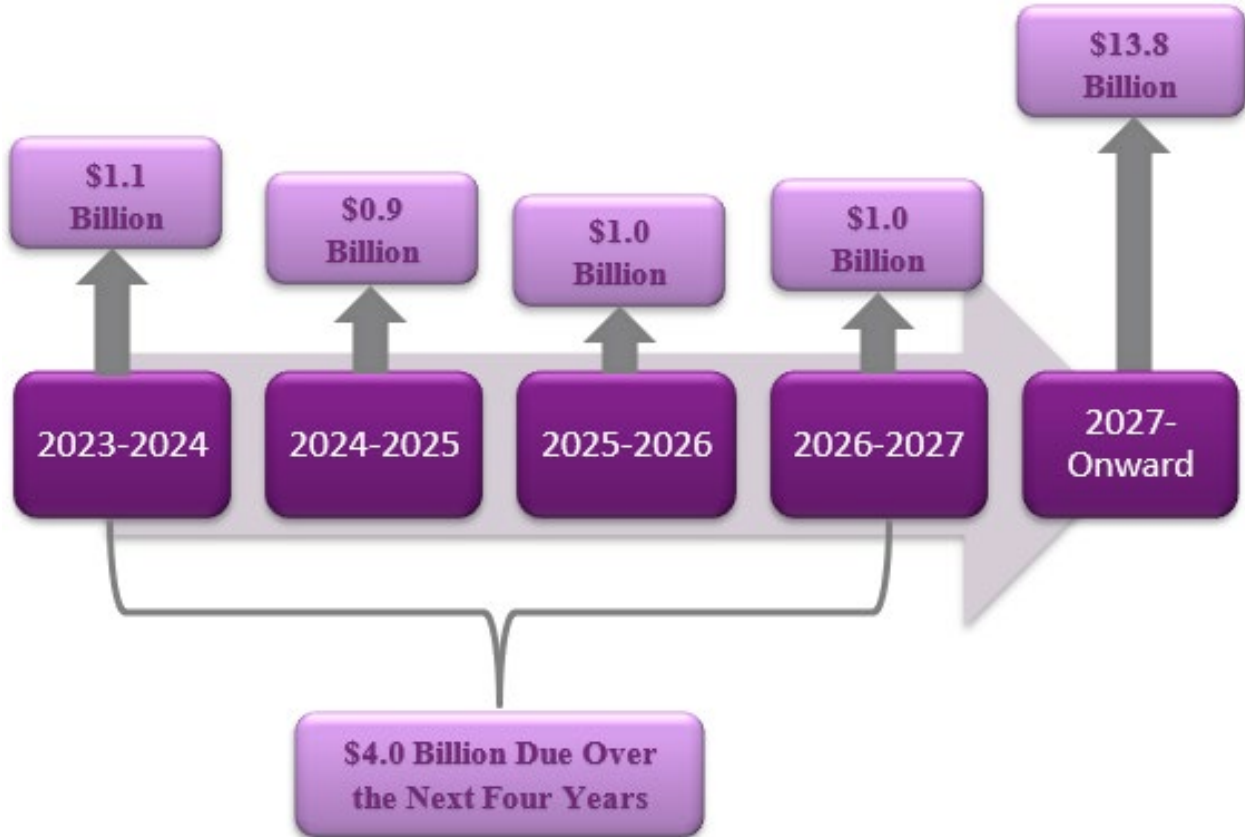 $13.8
Billion
$1.1
Billion
$0.9
Billion
$1.0
Billion
$1.0
Billion
2023-2024
2024-2025
2025-2026
2026-2027
2027-
Onward
$4.0 Billion Due Over
the Next Four Years